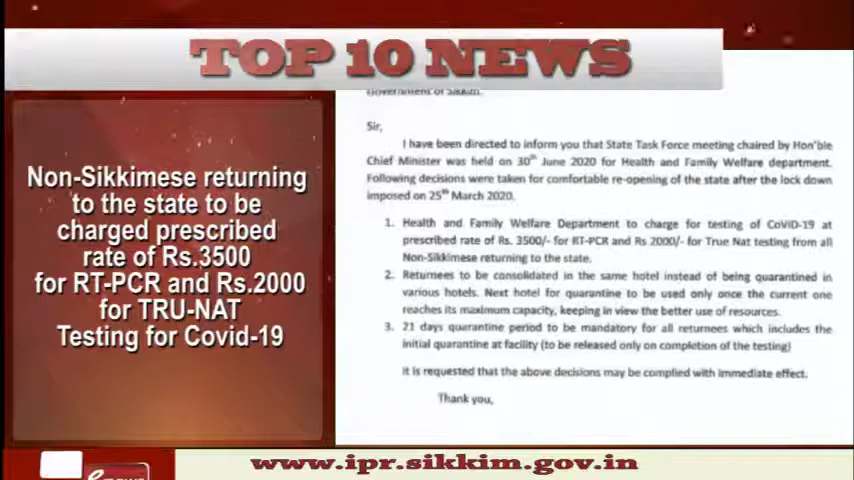 TOP 10 NEWS
Non-Sikkimese returning
to the state to be
charged prescribed
rate of Rs.3500
for RT-PCR and Rs.2000
for TRU-NAT
Testing for Covid-19
Government of Sikkim.
Sir,
I have been directed to inform you that State Task Force meeting chaired by Hon'ble
Chief Minister was held on 30th June 2020 for Health and Family Welfare department.
Following decisions were taken for comfortable re-opening of the state after the lock down
imposed on 25th March 2020.
1. Health and Family Welfare Department to charge for testing of CoViD-19 at
prescribed rate of Rs. 3500/- for RT-PCR and Rs 2000/- for True Nat testing from all
Non-Sikkimese returning to the state.
2. Returnees to be consolidated in the same hotel instead of being quarantined in
various hotels. Next hotel for quarantine to be used only once the current one
reaches its maximum capacity, keeping in view the better use of resources.
3. 21 days quarantine period to be mandatory for all returnees which includes the
initial quarantine at facility (to be released only on completion of the testing)
It is requested that the above decisions may be complied with immediate effect.
Thank you,
www.ipr.sikkim.gov.in